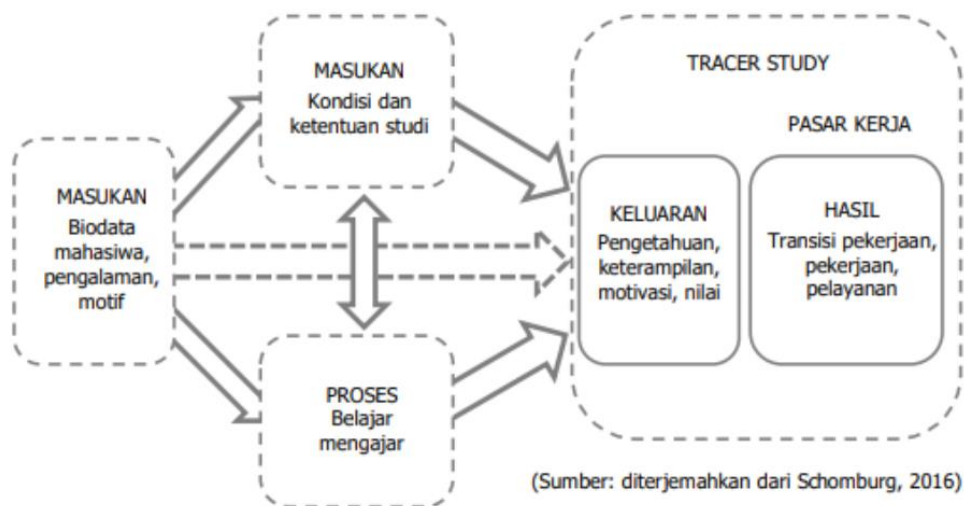 MASUKAN
Biodata
mahasiwa,
pengalaman,
motif
MASUKAN
Kondisi dan
ketentuan studi
PROSES
Belajar
mengajar
TRACER STUDY
PASAR KERJA
KELUARAN
Pengetahuan,
keterampilan,
motivasi, nilai
HASIL
Transisi pekerjaan,
pekerjaan,
pelayanan
(Sumber: diterjemahkan dari Schomburg, 2016)